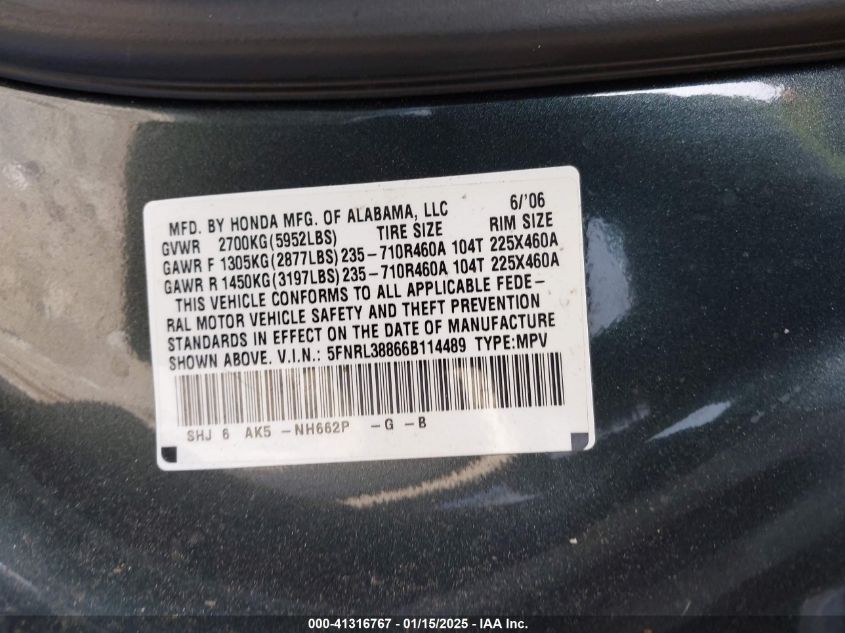 MFD. BY HONDA MFG. OF ALABAMA, LLC 6/'06
GVWR 2700KG(5952LBS) TIRE SIZE RIM SIZE
GAWR F 1305KG(2877LBS)235-710R460A 104T 225X460A
GAWR R 1450KG(3197LBS)235-710R460A 104T 225X460A
THIS VEHICLE CONFORMS TO ALL APPLICABLE FEDE-
RAL MOTOR VEHICLE SAFETY AND THEFT PREVENTION
STANDARDS IN EFFECT ON THE DATE OF MANUFACTURE
SHOWN ABOVE. V.I.N.: 5FNRL38866B114489 TYPE:MPV
SHJ 6 AK5 -NH662P -G -B
000-41316767 - 01/15/2025 - IAA Inc.